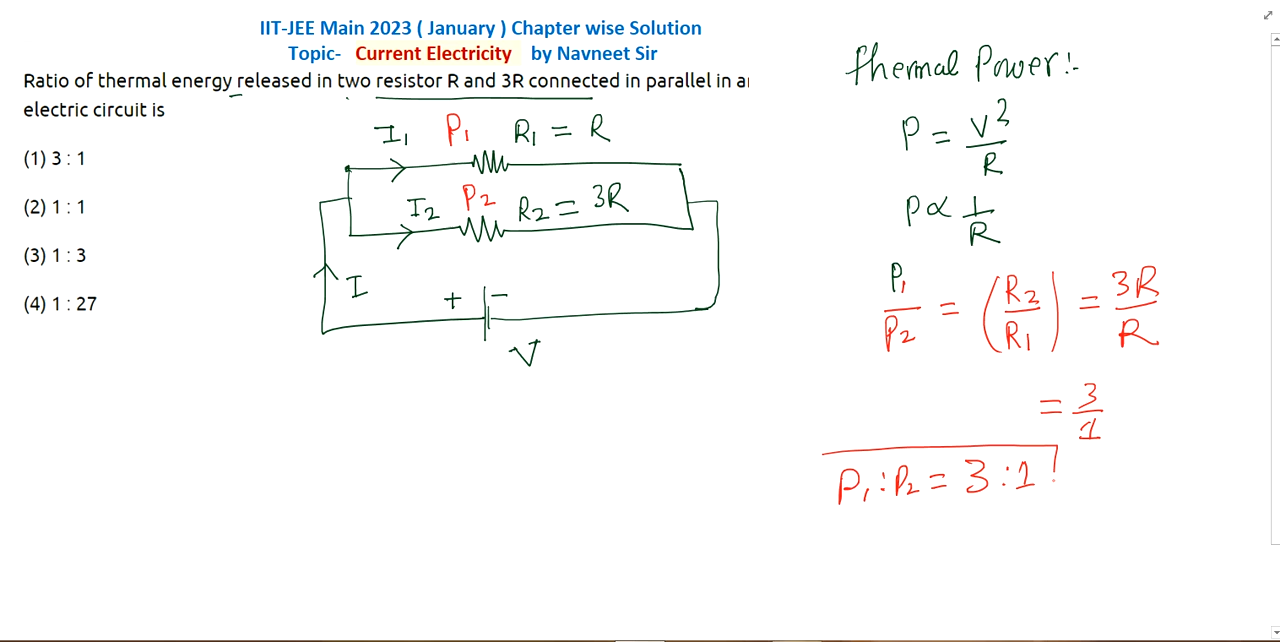 IIT-JEE Main 2023 ( January ) Chapter wise Solution
Topic- Current Electricity by Navneet Sir
Ratio of thermal energy released in two resistor R and 3R connected in parallel in an
electric circuit is
(1) 3 : 1
(2) 1 : 1
(3) 1 : 3
(4) 1 : 27
I₁ P₁ R₁ = R
I₂ P₂ R₂ = 3R
I
+ −
V
thermal Power:-
P = V²/R
P ∝ 1/R
P₁/P₂ = (R₂/R₁) = 3R/R
= 3/1
P₁ : P₂ = 3 : 1